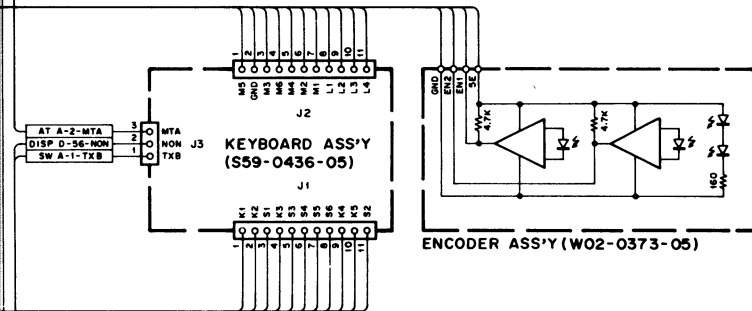 1 2 3 4 5 6 7 8 9 10 11
M5 GND M3 M6 M4 M2 M1 L1 L2 L3 L4
J2
AT A-2-MTA 3 MTA
DISP D-56-NON 2 NON
SW A-1-TXB 1 TXB
J3
KEYBOARD ASS'Y
(S59-0436-05)
J1
K1 K2 S1 K3 S3 S4 S5 S6 K4 K5 S2
1 2 3 4 5 6 7 8 9 10 11
GND EN2 EN1 5E
4.7K
4.7K
160
ENCODER ASS'Y (W02-0373-05)